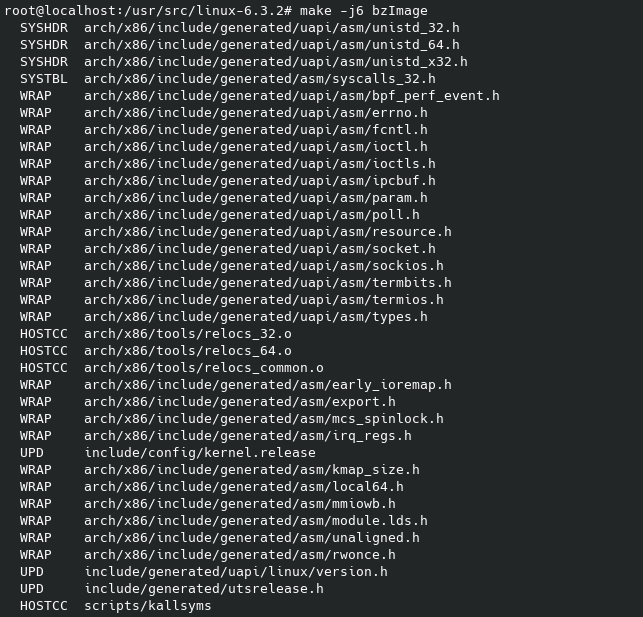 root@localhost:/usr/src/linux-6.3.2# make -j6 bzImage
  SYSHDR  arch/x86/include/generated/uapi/asm/unistd_32.h
  SYSHDR  arch/x86/include/generated/uapi/asm/unistd_64.h
  SYSHDR  arch/x86/include/generated/uapi/asm/unistd_x32.h
  SYSTBL  arch/x86/include/generated/asm/syscalls_32.h
  WRAP    arch/x86/include/generated/uapi/asm/bpf_perf_event.h
  WRAP    arch/x86/include/generated/uapi/asm/errno.h
  WRAP    arch/x86/include/generated/uapi/asm/fcntl.h
  WRAP    arch/x86/include/generated/uapi/asm/ioctl.h
  WRAP    arch/x86/include/generated/uapi/asm/ioctls.h
  WRAP    arch/x86/include/generated/uapi/asm/ipcbuf.h
  WRAP    arch/x86/include/generated/uapi/asm/param.h
  WRAP    arch/x86/include/generated/uapi/asm/poll.h
  WRAP    arch/x86/include/generated/uapi/asm/resource.h
  WRAP    arch/x86/include/generated/uapi/asm/socket.h
  WRAP    arch/x86/include/generated/uapi/asm/sockios.h
  WRAP    arch/x86/include/generated/uapi/asm/termbits.h
  WRAP    arch/x86/include/generated/uapi/asm/termios.h
  WRAP    arch/x86/include/generated/uapi/asm/types.h
  HOSTCC  arch/x86/tools/relocs_32.o
  HOSTCC  arch/x86/tools/relocs_64.o
  HOSTCC  arch/x86/tools/relocs_common.o
  WRAP    arch/x86/include/generated/asm/early_ioremap.h
  WRAP    arch/x86/include/generated/asm/export.h
  WRAP    arch/x86/include/generated/asm/mcs_spinlock.h
  WRAP    arch/x86/include/generated/asm/irq_regs.h
  UPD     include/config/kernel.release
  WRAP    arch/x86/include/generated/asm/kmap_size.h
  WRAP    arch/x86/include/generated/asm/local64.h
  WRAP    arch/x86/include/generated/asm/mmiowb.h
  WRAP    arch/x86/include/generated/asm/module.lds.h
  WRAP    arch/x86/include/generated/asm/unaligned.h
  WRAP    arch/x86/include/generated/asm/rwonce.h
  UPD     include/generated/uapi/linux/version.h
  UPD     include/generated/utsrelease.h
  HOSTCC  scripts/kallsyms